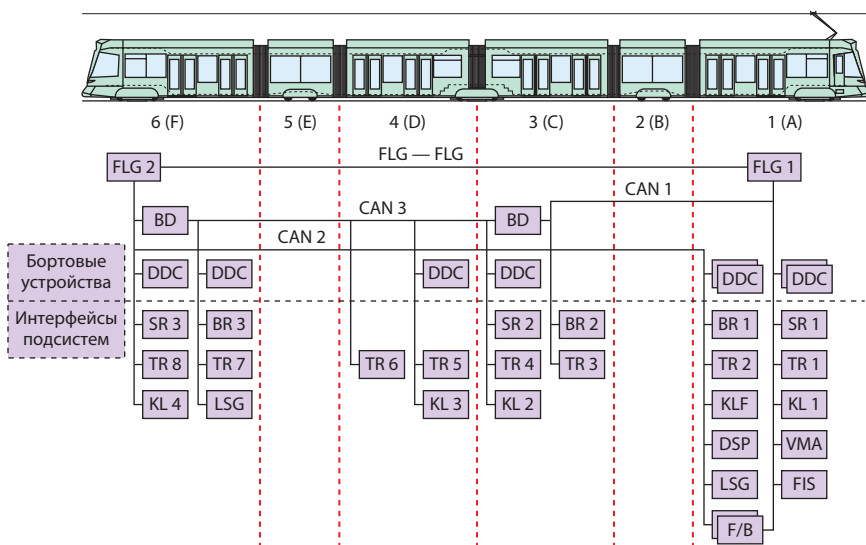 6 (F) 5 (E) 4 (D) 3 (C) 2 (B) 1 (A)
FLG 2 FLG — FLG FLG 1
CAN 1
BD CAN 3 BD
CAN 2
Бортовые
устройства
DDC DDC DDC DDC DDC DDC
Интерфейсы
подсистем
SR 3 BR 3 SR 2 BR 2 BR 1 SR 1
TR 8 TR 7 TR 6 TR 5 TR 4 TR 3 TR 2 TR 1
KL 4 LSG KL 3 KL 2 KLF KL 1
DSP VMA
LSG FIS
F/B